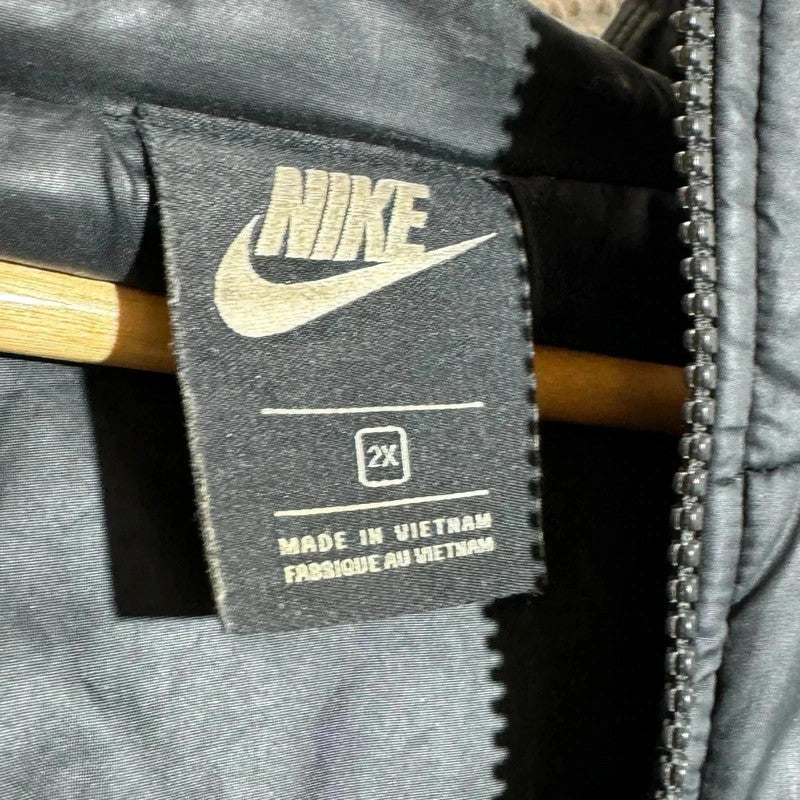 NIKE
2X
MADE IN VIETNAM
FABRIQUE AU VIETNAM